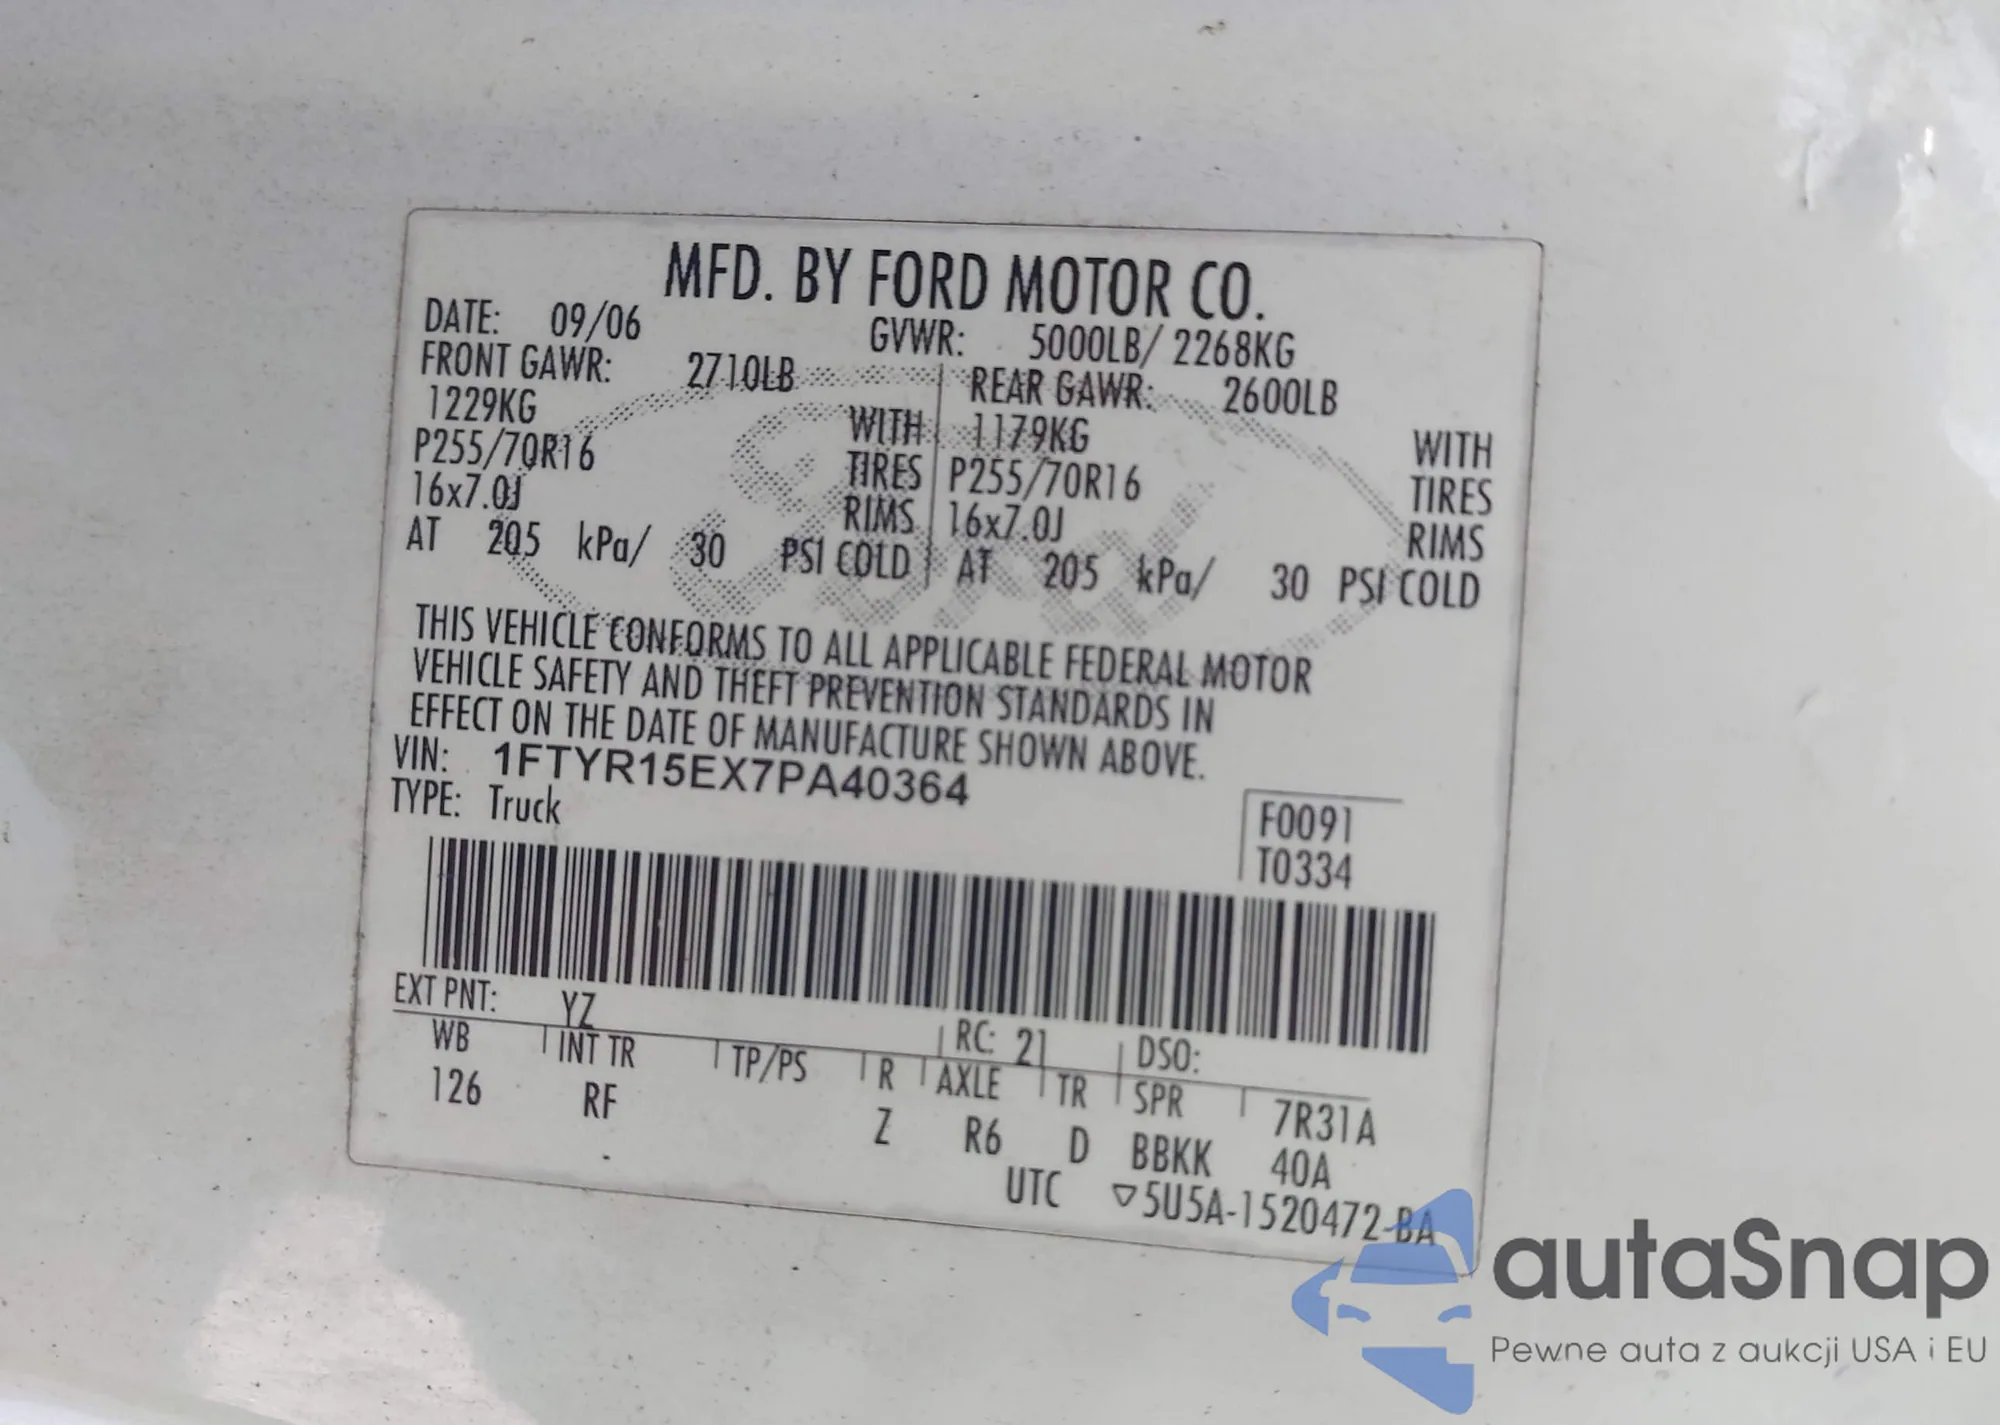 MFD. BY FORD MOTOR CO.
DATE: 09/06 GVWR: 5000LB/ 2268KG
FRONT GAWR: 2710LB REAR GAWR: 2600LB
1229KG WITH 1179KG WITH
P255/70R16 TIRES P255/70R16 TIRES
16x7.0J RIMS 16x7.0J RIMS
AT 205 kPa/ 30 PSI COLD AT 205 kPa/ 30 PSI COLD
THIS VEHICLE CONFORMS TO ALL APPLICABLE FEDERAL MOTOR
VEHICLE SAFETY AND THEFT PREVENTION STANDARDS IN
EFFECT ON THE DATE OF MANUFACTURE SHOWN ABOVE.
VIN: 1FTYR15EX7PA40364
TYPE: Truck
F0091
T0334
EXT PNT: YZ RC: 21 DSO:
WB INT TR TP/PS R AXLE TR SPR 7R31A
126 RF Z R6 D BBKK 40A
UTC ▽5U5A-1520472-BA
Ford
autaSnap
Pewne auta z aukcji USA i EU